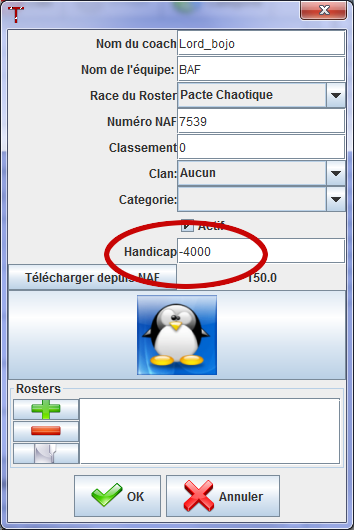 Nom du coach Lord_bojo
Nom de l'équipe: BAF
Race du Roster Pacte Chaotique
Numéro NAF 7539
Classement 0
Clan: Aucun
Categorie:
Actif
Handicap -4000
Télécharger depuis NAF 150.0
Rosters
OK Annuler